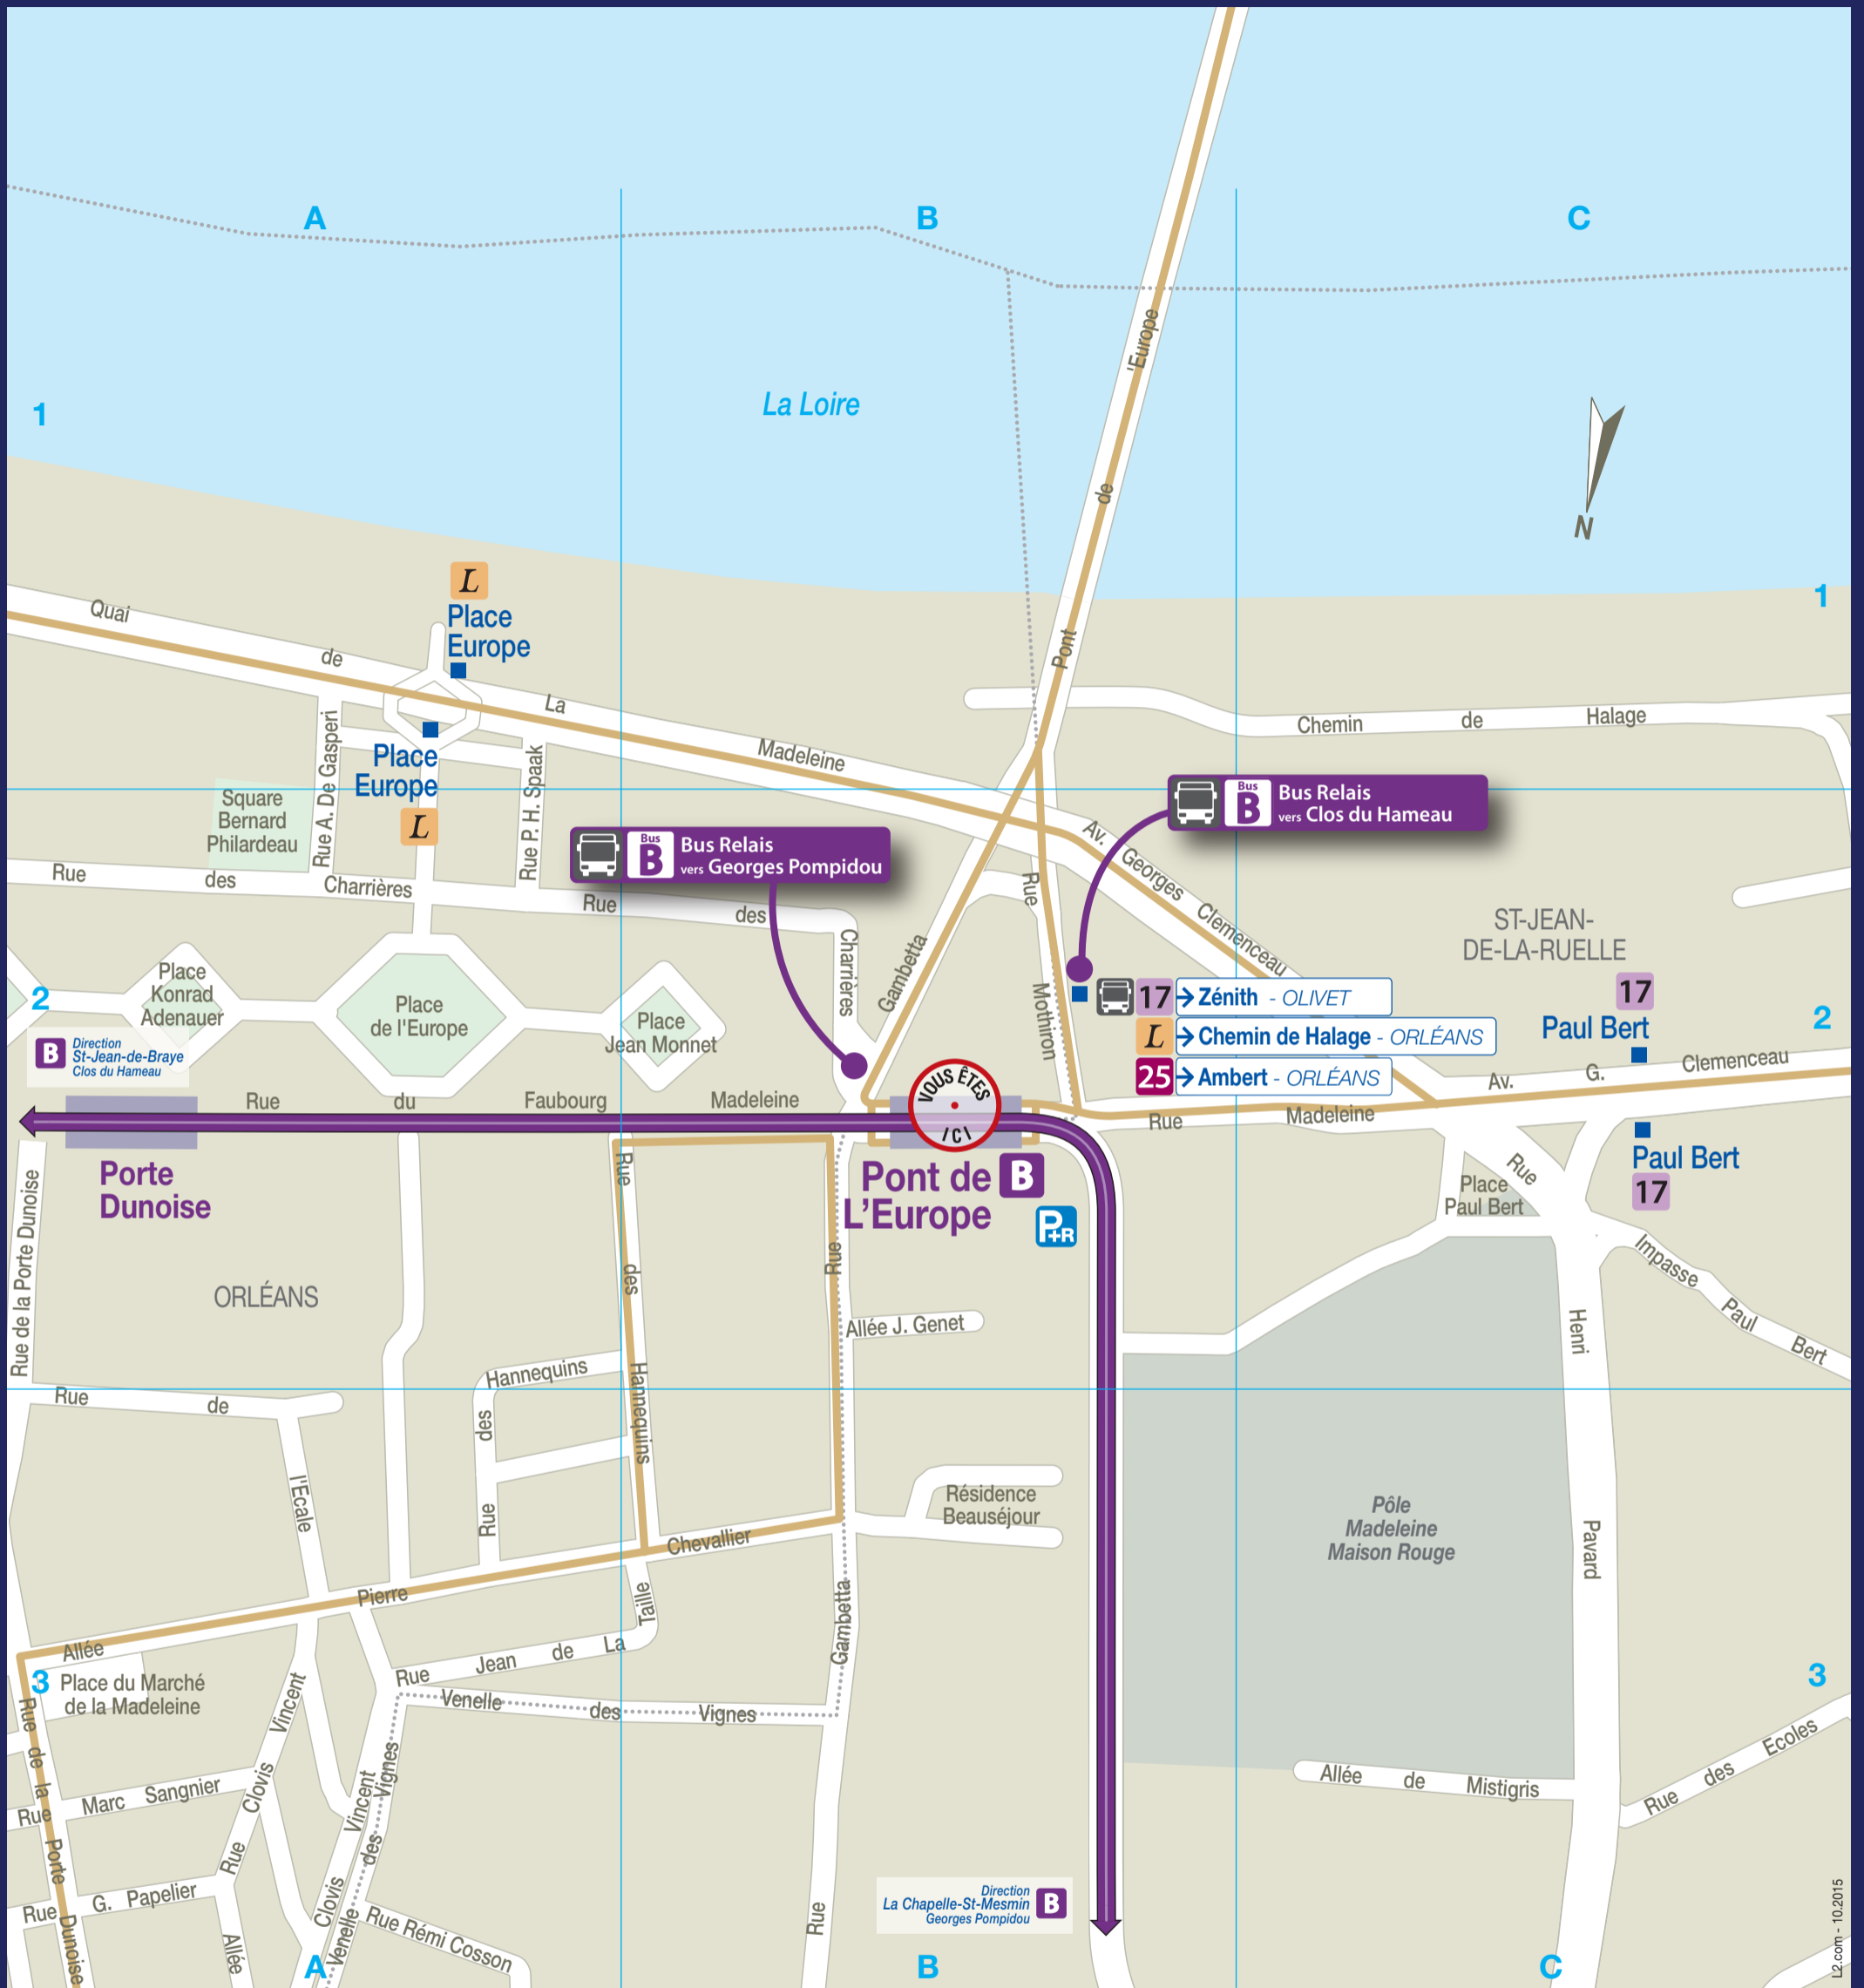 A
B
C
'Europe
1
La Loire
de
N
L
Place
Europe
1
Quai
de
La
Pont
Madeleine
Chemin de Halage
Place
Europe
L
Rue A. De Gasperi
Rue P. H. Spaak
Square
Bernard
Philardeau
Bus
B
Bus Relais
vers Clos du Hameau
Bus
B
Bus Relais
vers Georges Pompidou
Av. Georges Clemenceau
Rue des Charrières
Rue des
Charrières
Gambetta
Rue
Mothiron
ST-JEAN-
DE-LA-RUELLE
2
Place
Konrad
Adenauer
Place
de l'Europe
Place
Jean Monnet
17 Zénith - OLIVET
L Chemin de Halage - ORLÉANS
25 Ambert - ORLÉANS
17
Paul Bert
2
B
Direction
St-Jean-de-Braye
Clos du Hameau
Av. G. Clemenceau
Rue du Faubourg Madeleine
VOUS ÊTES
ICI
Rue Madeleine
Porte
Dunoise
Pont de
L'Europe
B
P+R
Rue
Place
Paul Bert
Paul Bert
17
Rue de la Porte Dunoise
ORLÉANS
Rue
des
Hannequins
Rue
Allée J. Genet
Impasse
Paul
Bert
Henri
Pavard
Rue de
l'Ecale
Hannequins
des
Rue
Résidence
Beauséjour
Pôle
Madeleine
Maison Rouge
Allée Pierre Chevallier
Gambetta
Taille
Rue Jean de La
3
Place du Marché
de la Madeleine
3
Venelle des Vignes
Rue de la Porte Dunoise
Rue Marc Sangnier
Rue Clovis Vincent
Clovis Vincent
Venelle des Vignes
Allée de Mistigris
Rue des Ecoles
Rue G. Papelier
Allée
Rue Rémi Cosson
Rue
Direction
La Chapelle-St-Mesmin
Georges Pompidou
B
A
B
C
L2.com - 10.2015